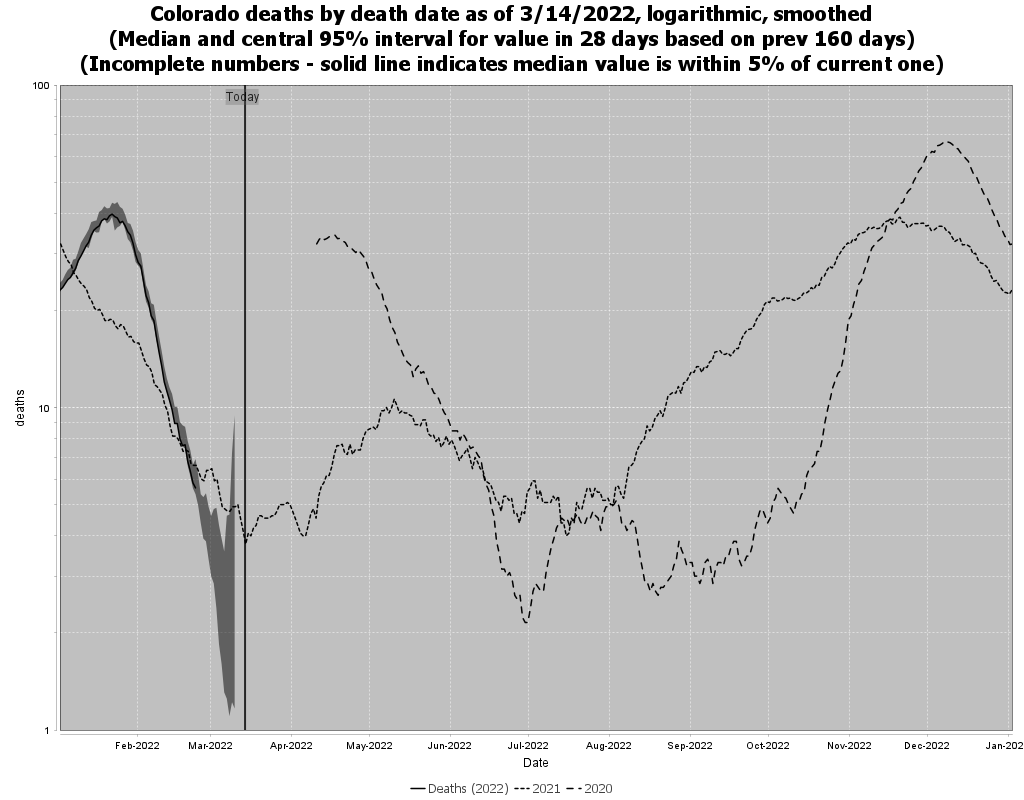 Colorado deaths by death date as of 3/14/2022, logarithmic, smoothed
(Median and central 95% interval for value in 28 days based on prev 160 days)
(Incomplete numbers - solid line indicates median value is within 5% of current one)
Today
100
10
1
deaths
Feb-2022 Mar-2022 Apr-2022 May-2022 Jun-2022 Jul-2022 Aug-2022 Sep-2022 Oct-2022 Nov-2022 Dec-2022 Jan-202
Date
Deaths (2022) 2021 2020